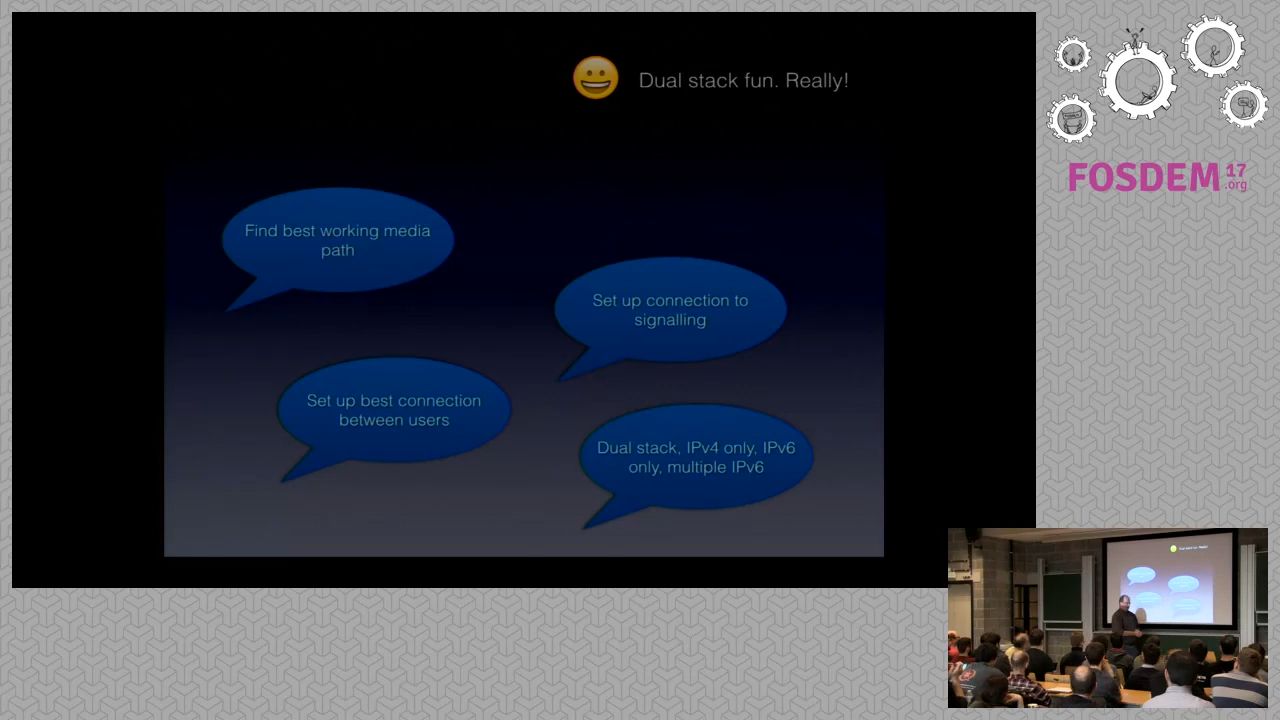 Dual stack fun. Really!
Find best working media
path
Set up connection to
signalling
Set up best connection
between users
Dual stack, IPv4 only, IPv6
only, multiple IPv6
FOSDEM 17
.org